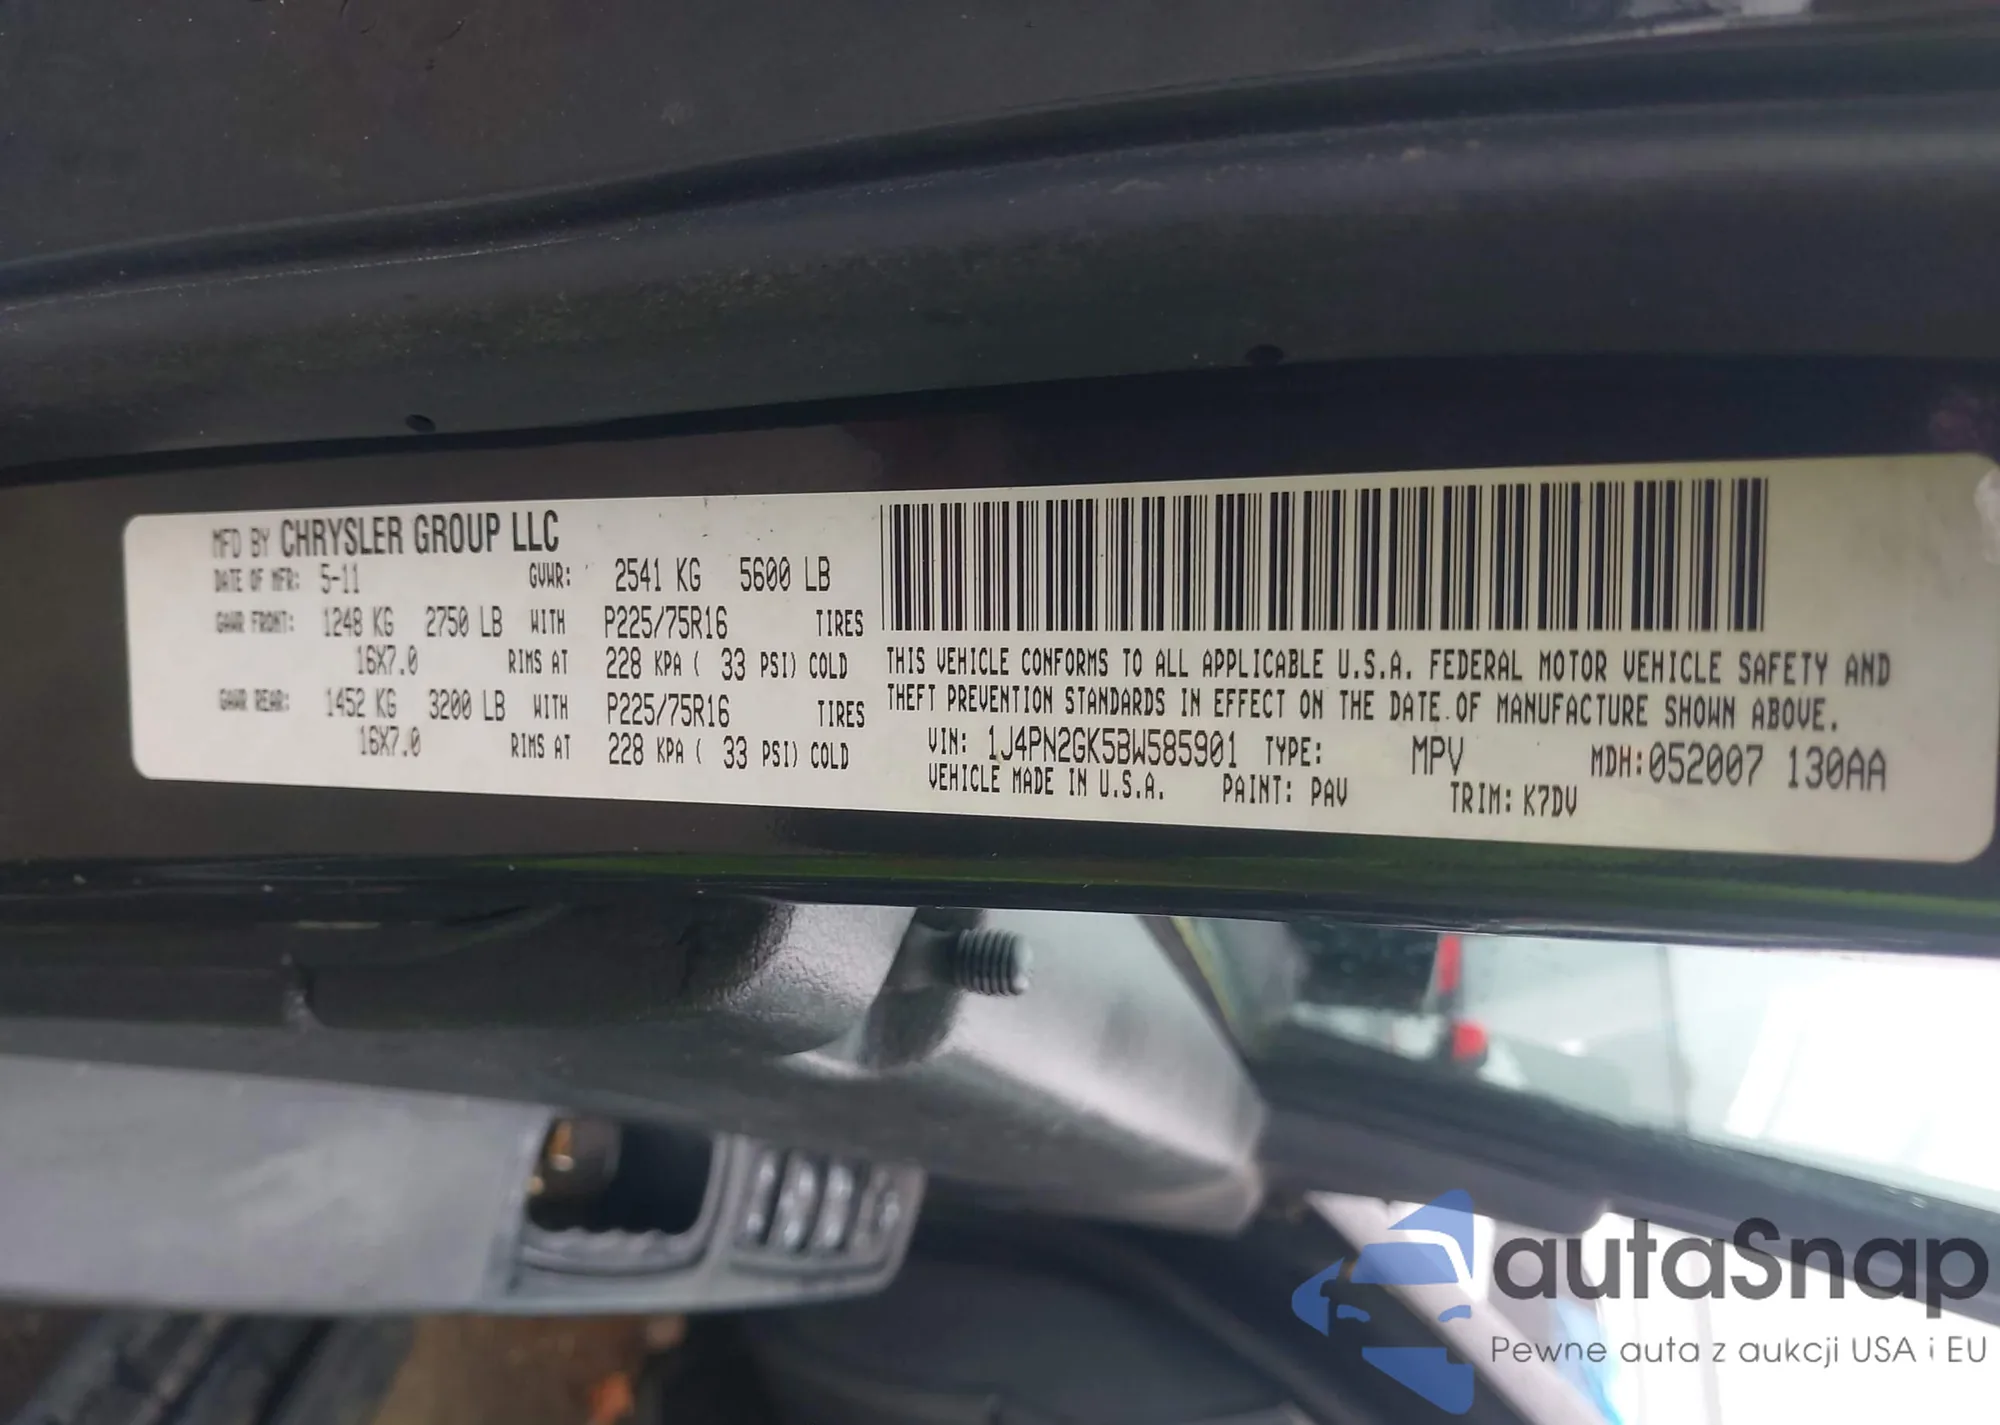 MFD BY CHRYSLER GROUP LLC
DATE OF MFR: 5-11 GVWR: 2541 KG 5600 LB
GAWR FRONT: 1248 KG 2750 LB WITH P225/75R16 TIRES
16X7.0 RIMS AT 228 KPA ( 33 PSI) COLD
GAWR REAR: 1452 KG 3200 LB WITH P225/75R16 TIRES
16X7.0 RIMS AT 228 KPA ( 33 PSI) COLD
THIS VEHICLE CONFORMS TO ALL APPLICABLE U.S.A. FEDERAL MOTOR VEHICLE SAFETY AND
THEFT PREVENTION STANDARDS IN EFFECT ON THE DATE OF MANUFACTURE SHOWN ABOVE.
VIN: 1J4PN2GK5BW585901 TYPE: MPV MDH:052007 130AA
VEHICLE MADE IN U.S.A. PAINT: PAV TRIM: K7DV
autaSnap
Pewne auta z aukcji USA i EU